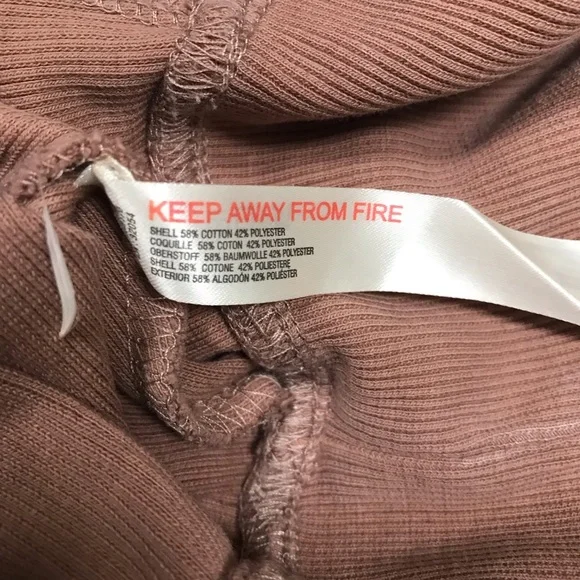 KEEP AWAY FROM FIRE
SHELL 58% COTTON 42% POLYESTER
COQUILLE 58% COTON 42% POLYESTER
OBERSTOFF 58% BAUMWOLLE 42% POLYESTER
SHELL 58% COTONE 42% POLIESTERE
EXTERIOR 58% ALGODÓN 42% POLIÉSTER